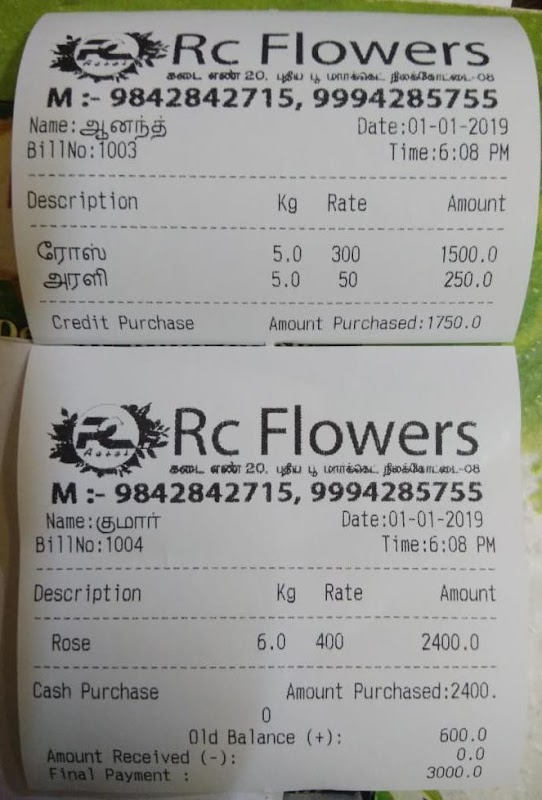 Rc Flowers
கடை எண் 20, புதிய பூ மார்க்கெட் நிலக்கோட்டை-08
M :- 9842842715, 9994285755
Name:ஆனந்த் Date:01-01-2019
BillNo:1003 Time:6:08 PM
Description Kg Rate Amount
ரோஸ் 5.0 300 1500.0
அரளி 5.0 50 250.0
Credit Purchase Amount Purchased:1750.0
Rc Flowers
கடை எண் 20, புதிய பூ மார்க்கெட் நிலக்கோட்டை-08
M :- 9842842715, 9994285755
Name:குமார் Date:01-01-2019
BillNo:1004 Time:6:08 PM
Description Kg Rate Amount
Rose 6.0 400 2400.0
Cash Purchase Amount Purchased:2400.
0
Old Balance (+): 600.0
Amount Received (-): 0.0
Final Payment : 3000.0